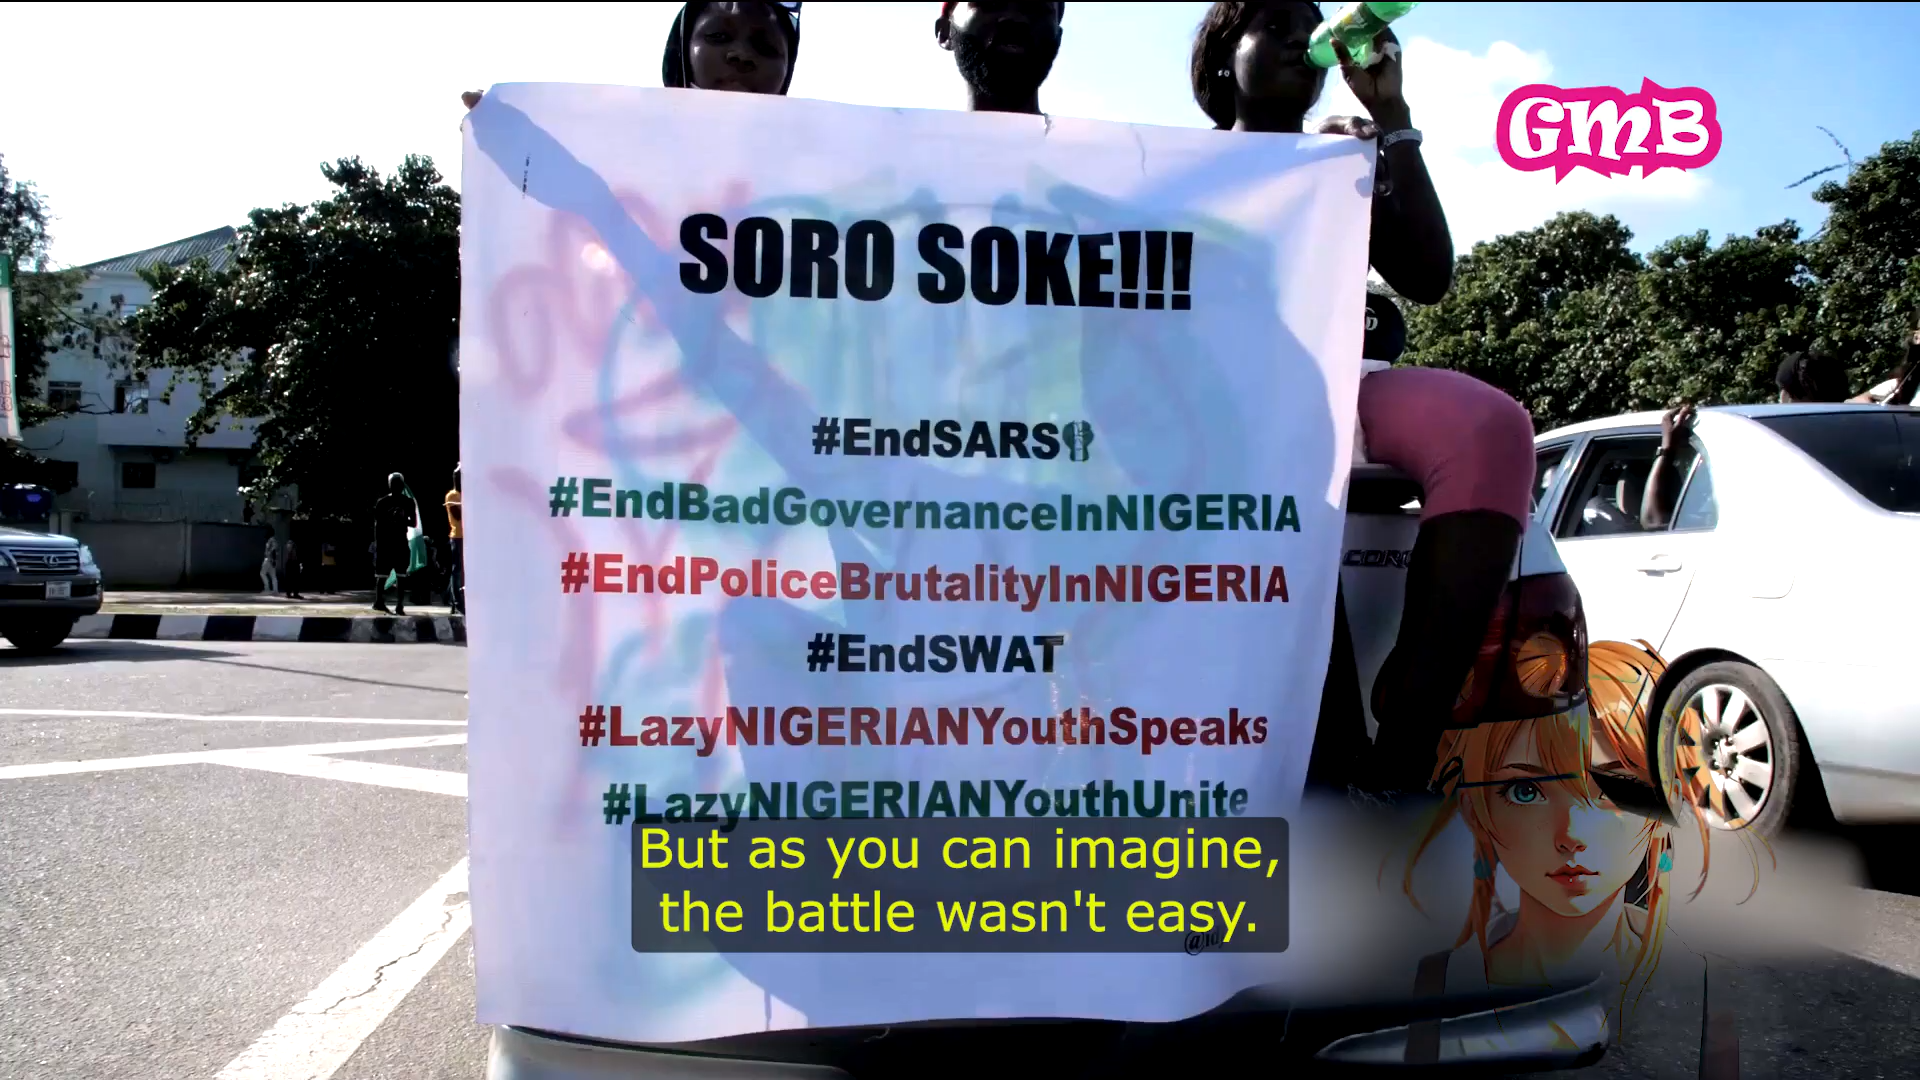 GMB
SORO SOKE!!!
#EndSARS
#EndBadGovernanceInNIGERIA
#EndPoliceBrutalityInNIGERIA
#EndSWAT
#LazyNIGERIANYouthSpeaks
#LazyNIGERIANYouthUnite
But as you can imagine,
the battle wasn't easy.